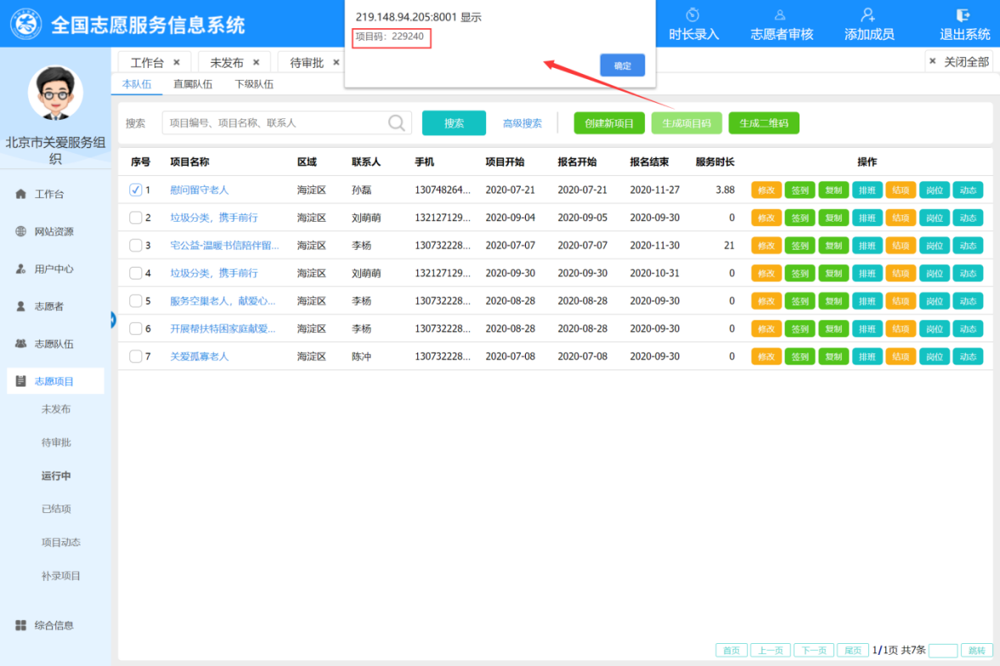 全国志愿服务信息系统
219.148.94.205:8001 显示
项目码：229240
确定
时长录入 志愿者审核 添加成员 退出系统
工作台 × 未发布 × 待审批 × × 关闭全部
本队伍 直属队伍 下级队伍
北京市关爱服务组
织
搜索 项目编号、项目名称、联系人 搜索 高级搜索 创建新项目 生成项目码 生成二维码
序号 项目名称 区域 联系人 手机 项目开始 报名开始 报名结束 服务时长 操作
1 慰问留守老人 海淀区 孙磊 130748264... 2020-07-21 2020-07-21 2020-11-27 3.88 修改 签到 复制 排班 结项 岗位 动态
2 垃圾分类，携手前行 海淀区 刘萌萌 132127129... 2020-09-04 2020-09-05 2020-09-30 0 修改 签到 复制 排班 结项 岗位 动态
3 宅公益-温暖书信陪伴留... 海淀区 李杨 130732228... 2020-07-07 2020-07-07 2020-11-30 21 修改 签到 复制 排班 结项 岗位 动态
4 垃圾分类，携手前行 海淀区 刘萌萌 132127129... 2020-09-30 2020-09-30 2020-10-31 0 修改 签到 复制 排班 结项 岗位 动态
5 服务空巢老人，献爱心... 海淀区 李杨 130732228... 2020-08-28 2020-08-28 2020-09-30 0 修改 签到 复制 排班 结项 岗位 动态
6 开展帮扶特困家庭献爱... 海淀区 李杨 130732228... 2020-08-28 2020-08-28 2020-09-30 0 修改 签到 复制 排班 结项 岗位 动态
7 关爱孤寡老人 海淀区 陈冲 130732228... 2020-07-08 2020-07-08 2020-09-30 0 修改 签到 复制 排班 结项 岗位 动态
工作台
网站资源
用户中心
志愿者
志愿队伍
志愿项目
未发布
待审批
运行中
已结项
项目动态
补录项目
综合信息
首页 上一页 下一页 尾页 1/1页 共7条 跳转